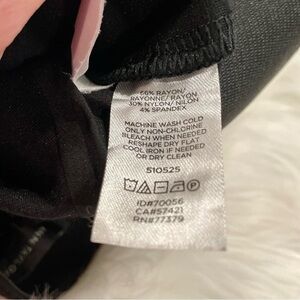 66% RAYON/
RAYONNE/RAYON
30% NYLON/ NILON
4% SPANDEX
MACHINE WASH COLD
ONLY NON-CHLORINE
BLEACH WHEN NEEDED
RESHAPE DRY FLAT
COOL IRON IF NEEDED
OR DRY CLEAN
510525
ID#70056
CA#57421
RN#77379